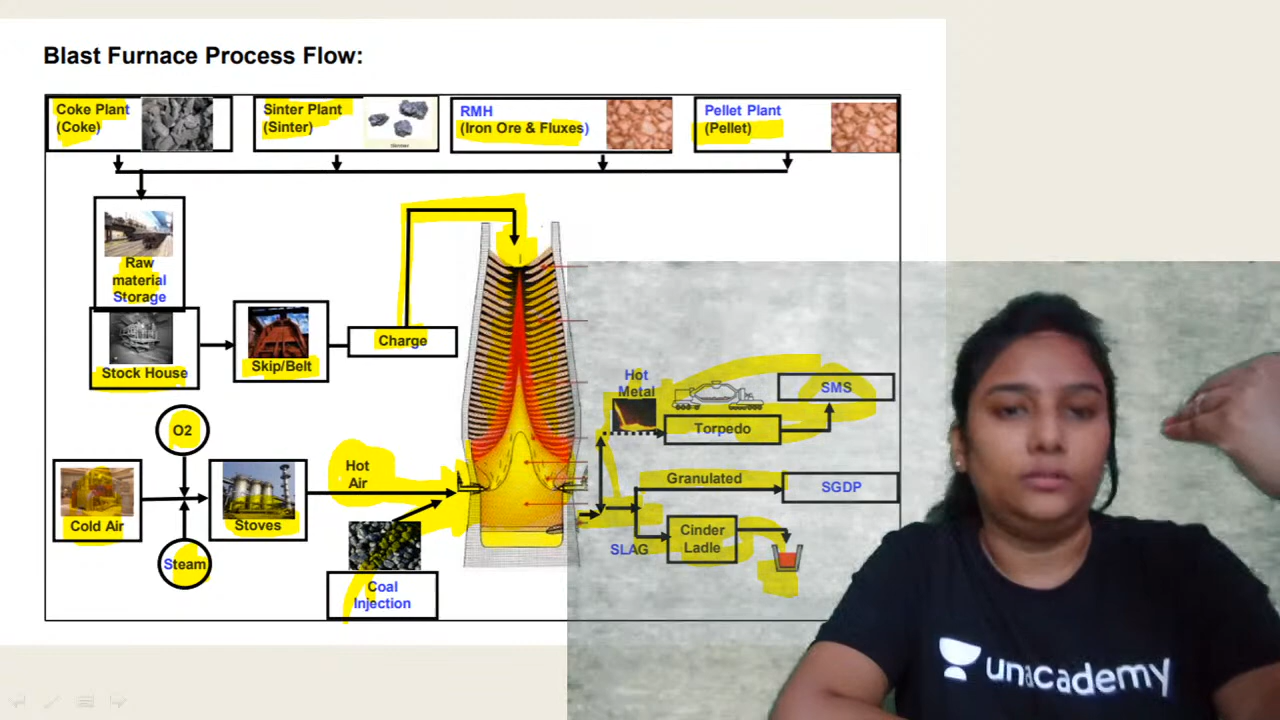 Blast Furnace Process Flow:
Coke Plant
(Coke)
Sinter Plant
(Sinter)
RMH
(Iron Ore & Fluxes)
Pellet Plant
(Pellet)
Raw
material
Storage
Stock House
Skip/Belt
Charge
O2
Cold Air
Steam
Stoves
Hot
Air
Coal
Injection
Hot
Metal
Torpedo
SMS
Granulated
SGDP
SLAG
Cinder
Ladle
unacademy